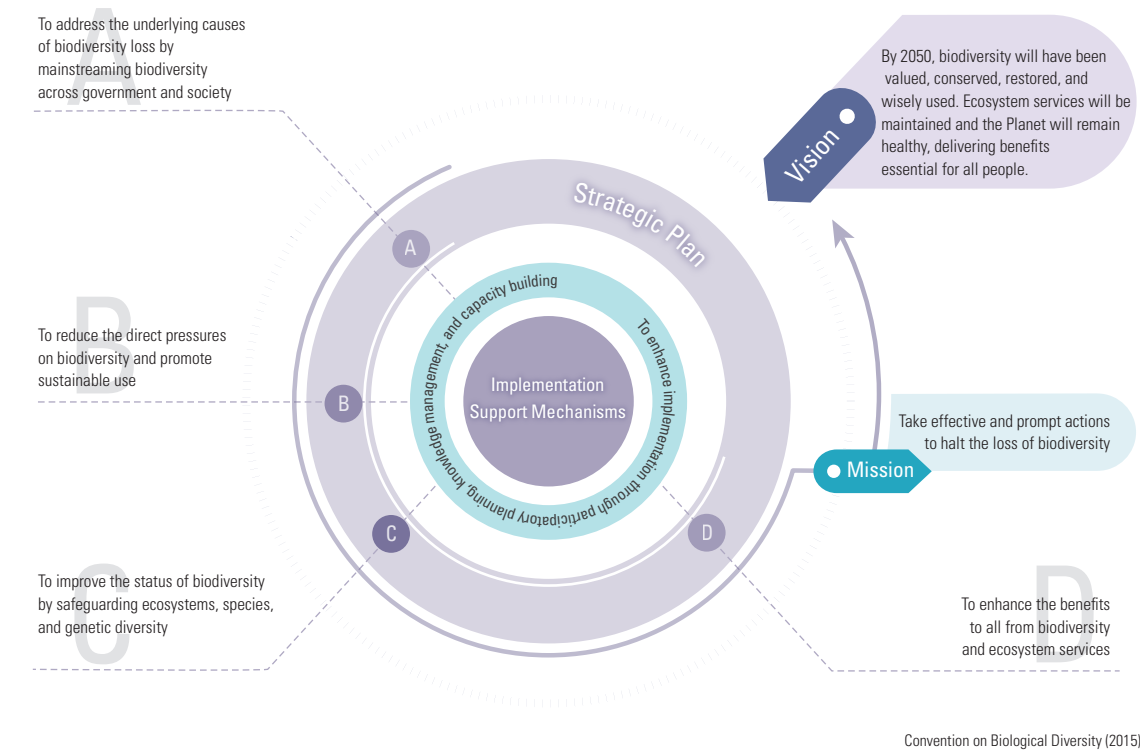 A
To address the underlying causes
of biodiversity loss by
mainstreaming biodiversity
across government and society
By 2050, biodiversity will have been
valued, conserved, restored, and
wisely used. Ecosystem services will be
maintained and the Planet will remain
healthy, delivering benefits
essential for all people.
Vision
Strategic Plan
A
B
To reduce the direct pressures
on biodiversity and promote
sustainable use
B
To enhance implementation through participatory planning, knowledge management, and capacity building
Implementation
Support Mechanisms
Take effective and prompt actions
to halt the loss of biodiversity
Mission
C
D
C
To improve the status of biodiversity
by safeguarding ecosystems, species,
and genetic diversity
D
To enhance the benefits
to all from biodiversity
and ecosystem services
Convention on Biological Diversity (2015)